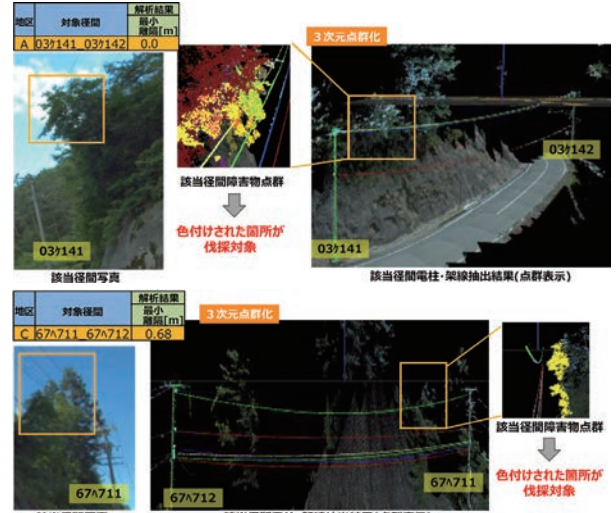 地区 対象径間 解析結果
最小
離隔[m]
A 03ｹ141_03ｹ142 0.0
3次元点群化
03ｹ142
該当径間障害物点群
色付けされた箇所が
伐採対象
03ｹ141
03ｹ141
該当径間写真
該当径間電柱・架線抽出結果(点群表示)
地区 対象径間 解析結果
最小
離隔[m]
C 67ﾍ711_67ﾍ712 0.68
3次元点群化
該当径間障害物点群
色付けされた箇所が
伐採対象
67ﾍ711
67ﾍ712
67ﾍ711